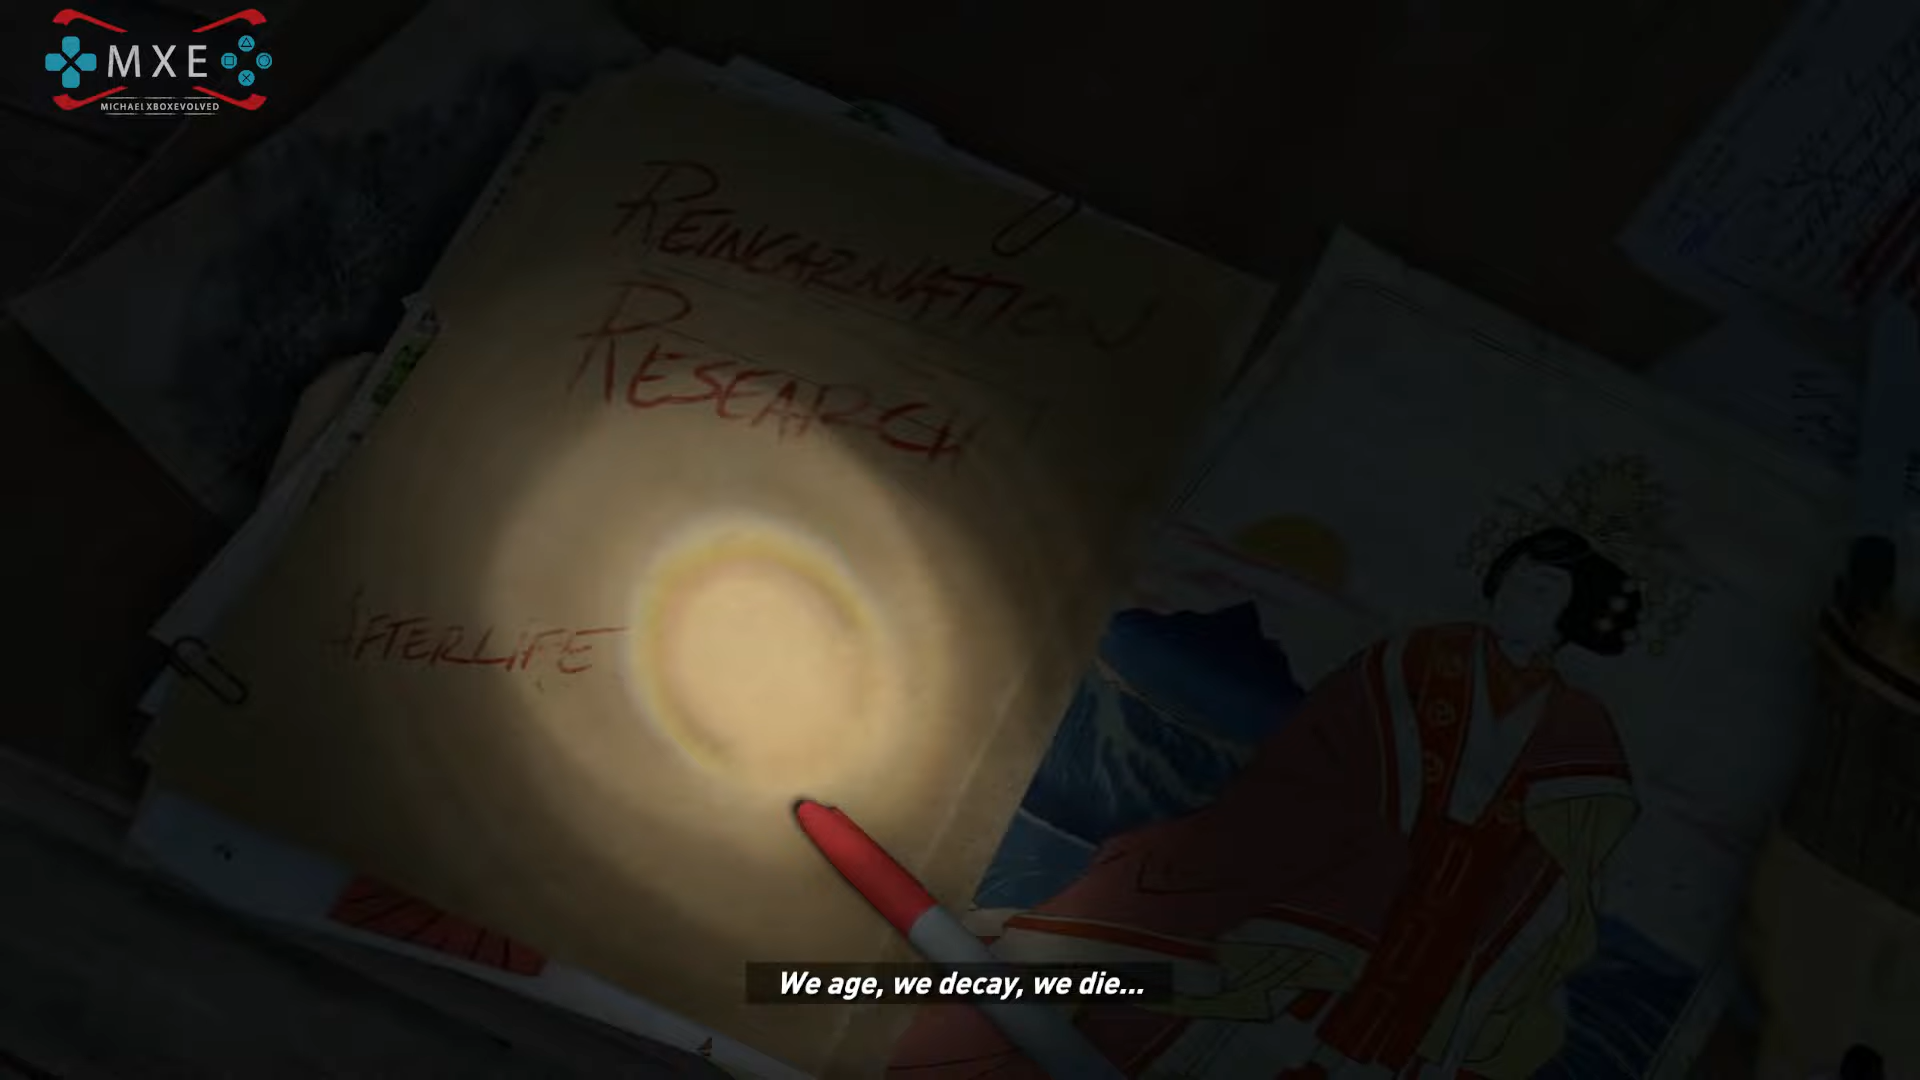 MXE
MICHAELXBOXEVOLVED
REINCARNATION
RESEARCH
AFTERLIFE
We age, we decay, we die...